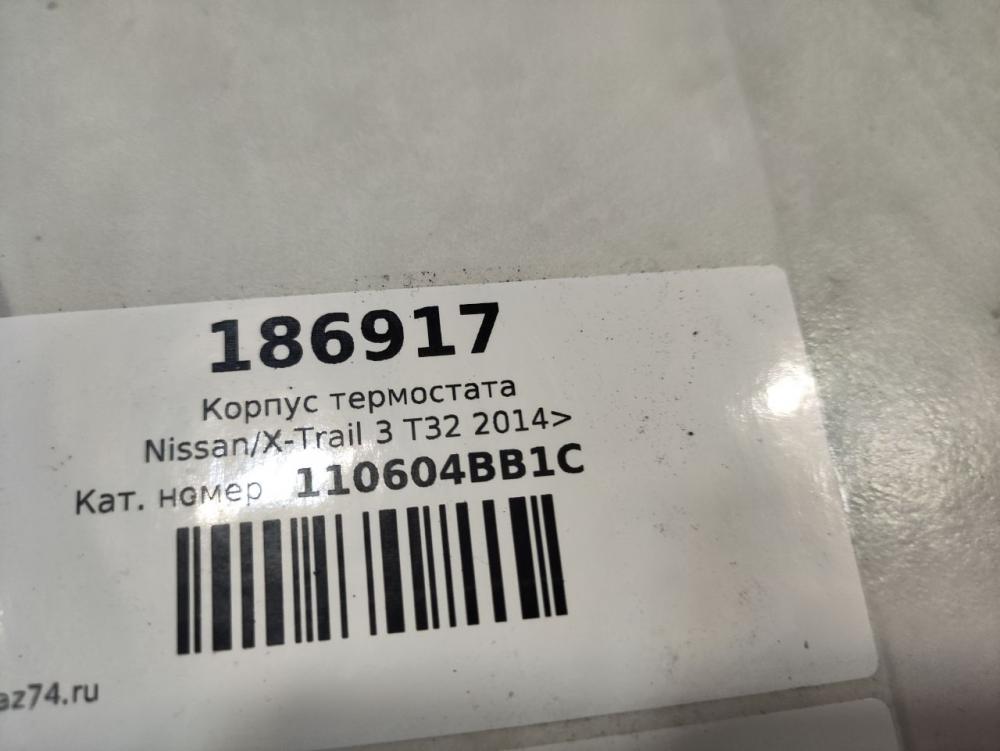 186917
Корпус термостата
Nissan/X-Trail 3 T32 2014>
Кат. номер 110604BB1C
az74.ru